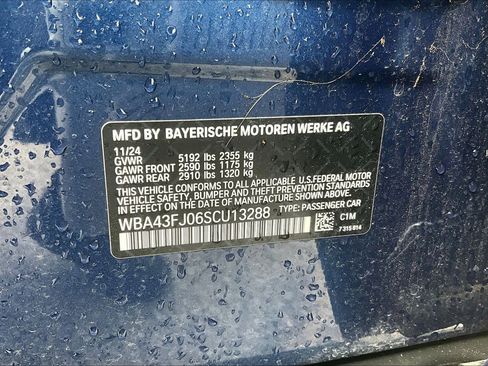 MFD BY BAYERISCHE MOTOREN WERKE AG
11/24
GVWR 5192 lbs 2355 kg
GAWR FRONT 2590 lbs 1175 kg
GAWR REAR 2910 lbs 1320 kg
THIS VEHICLE CONFORMS TO ALL APPLICABLE U.S.FEDERAL MOTOR
VEHICLE SAFETY, BUMPER, AND THEFT PREVENTION STANDARDS
IN EFFECT ON THE DATE OF MANUFACTURE SHOWN ABOVE.
WBA43FJ06SCU13288 TYPE: PASSENGER CAR
C1M
7 315 814